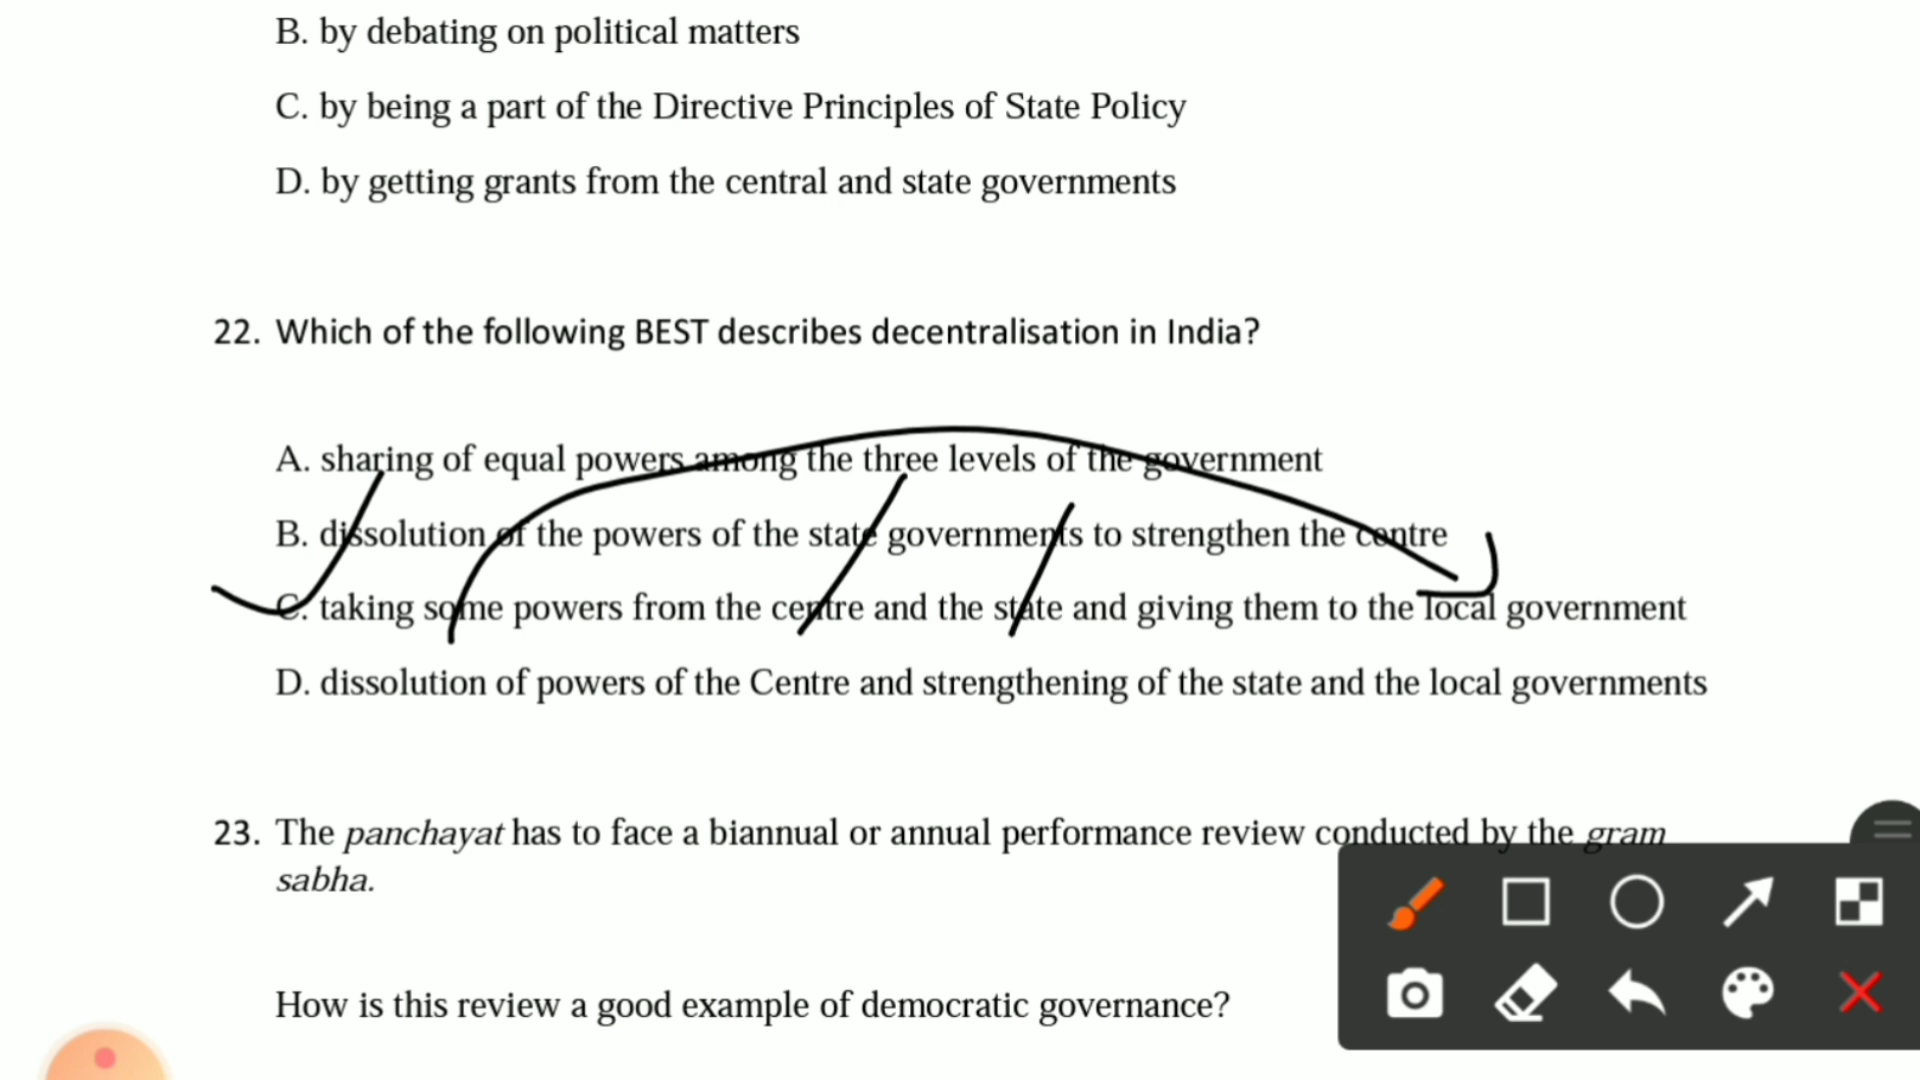 B. by debating on political matters
C. by being a part of the Directive Principles of State Policy
D. by getting grants from the central and state governments
22. Which of the following BEST describes decentralisation in India?
A. sharing of equal powers among the three levels of the government
B. dissolution of the powers of the state governments to strengthen the centre
C. taking some powers from the centre and the state and giving them to the local government
D. dissolution of powers of the Centre and strengthening of the state and the local governments
23. The panchayat has to face a biannual or annual performance review conducted by the gram
sabha.
How is this review a good example of democratic governance?